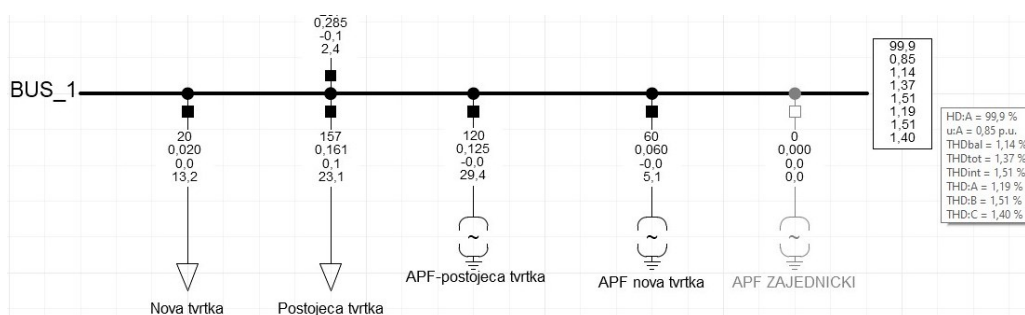 0,285
-0,1
2,4
BUS_1
99,9
0,85
1,14
1,37
1,51
1,19
1,51
1,40
HD:A = 99,9 %
u:A = 0,85 p.u.
THDbal = 1,14 %
THDtot = 1,37 %
THDint = 1,51 %
THD:A = 1,19 %
THD:B = 1,51 %
THD:C = 1,40 %
20
0,020
0,0
13,2
157
0,161
0,1
23,1
120
0,125
-0,0
29,4
60
0,060
-0,0
5,1
0
0,000
0,0
0,0
~
~
~
Nova tvrtka
Postojeca tvrtka
APF-postojeca tvrtka
APF nova tvrtka
APF ZAJEDNICKI